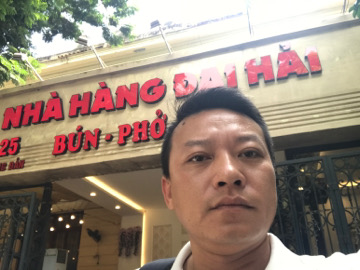 NHÀ HÀNG ĐẠI HẢI
25 BÚN - PHỞ